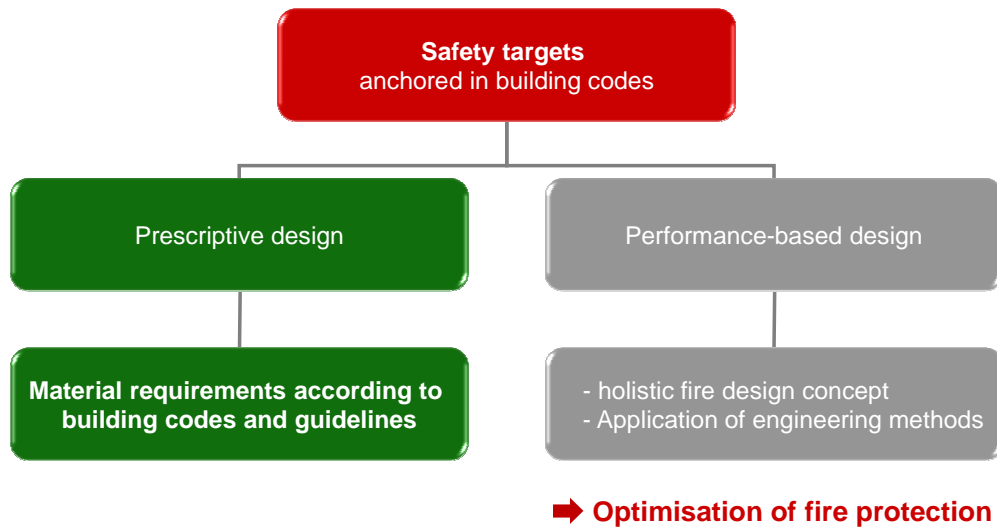 Safety targets
anchored in building codes
Prescriptive design
Performance-based design
Material requirements according to
building codes and guidelines
- holistic fire design concept
- Application of engineering methods
Optimisation of fire protection